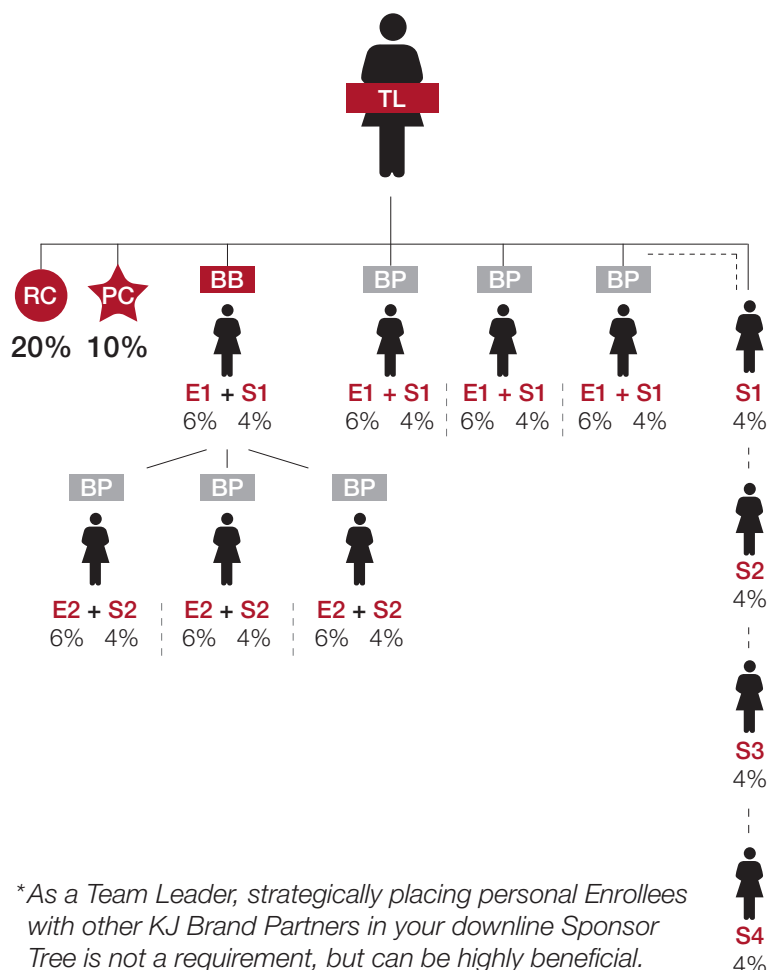 TL
RC PC BB BP BP BP
20% 10%
E1 + S1 E1 + S1 E1 + S1 E1 + S1 S1
6% 4% 6% 4% 6% 4% 6% 4% 4%
BP BP BP
S2
4%
E2 + S2 E2 + S2 E2 + S2
6% 4% 6% 4% 6% 4%
S3
4%
*As a Team Leader, strategically placing personal Enrollees
with other KJ Brand Partners in your downline Sponsor
Tree is not a requirement, but can be highly beneficial.
S4
4%